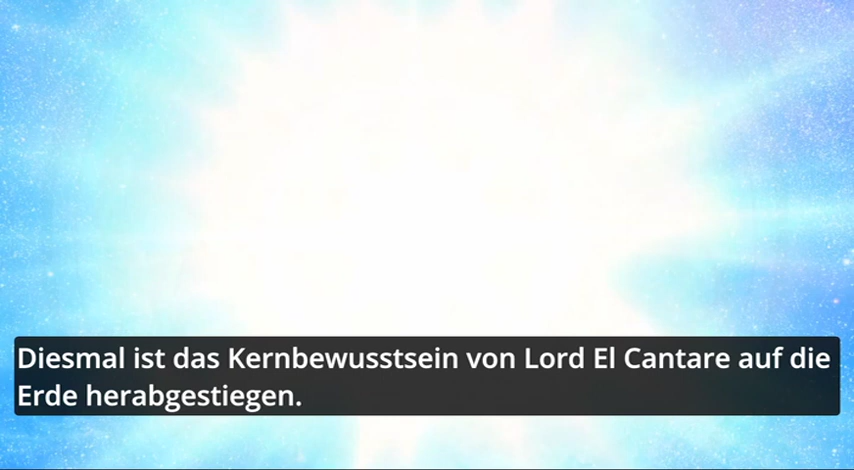 Diesmal ist das Kernbewusstsein von Lord El Cantare auf die
Erde herabgestiegen.